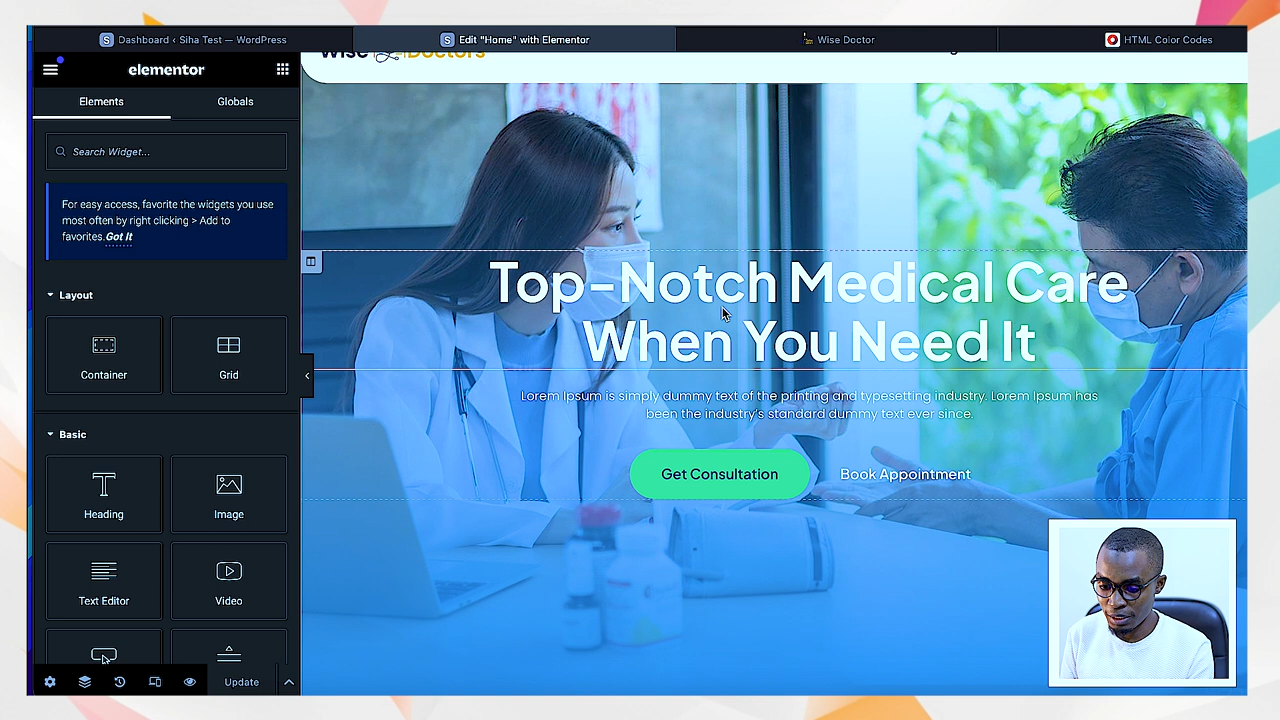 Dashboard ‹ Siha Test — WordPress
Edit "Home" with Elementor
Wise Doctor
HTML Color Codes
elementor
Wise Doctors
Elements
Globals
Search Widget...
For easy access, favorite the widgets you use
most often by right clicking > Add to
favorites. Got It
Layout
Container
Grid
Basic
Heading
Image
Text Editor
Video
Update
Top-Notch Medical Care
When You Need It
Lorem Ipsum is simply dummy text of the printing and typesetting industry. Lorem Ipsum has
been the industry's standard dummy text ever since.
Get Consultation
Book Appointment